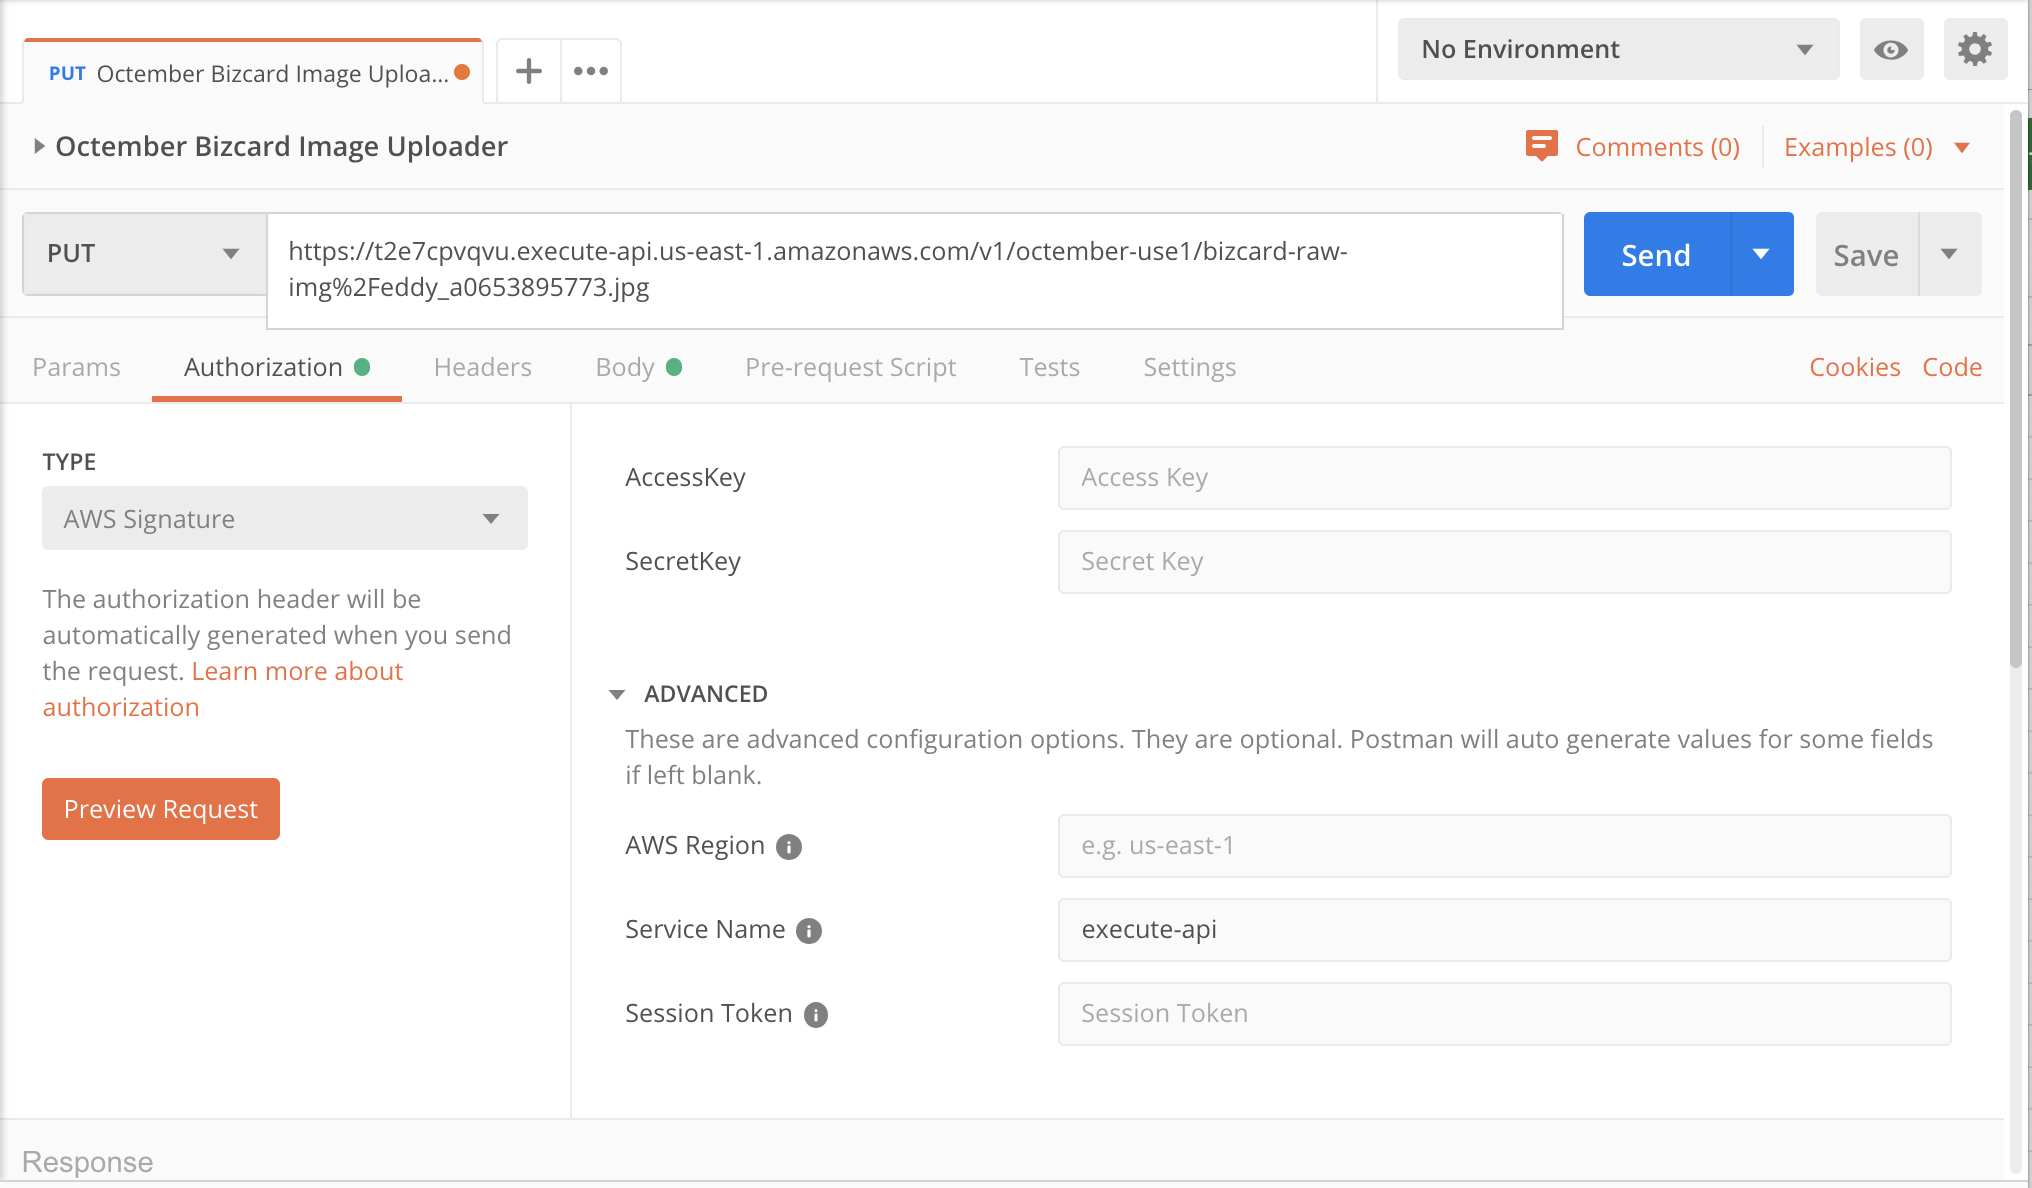 PUT Octember Bizcard Image Uploa...
No Environment
Octember Bizcard Image Uploader
Comments (0)
Examples (0)
PUT
https://t2e7cpvqvu.execute-api.us-east-1.amazonaws.com/v1/octember-use1/bizcard-raw-
img%2Feddy_a0653895773.jpg
Send
Save
Params Authorization Headers Body Pre-request Script Tests Settings Cookies Code
TYPE
AWS Signature
The authorization header will be
automatically generated when you send
the request. Learn more about
authorization
Preview Request
AccessKey Access Key
SecretKey Secret Key
ADVANCED
These are advanced configuration options. They are optional. Postman will auto generate values for some fields
if left blank.
AWS Region e.g. us-east-1
Service Name execute-api
Session Token Session Token
Response